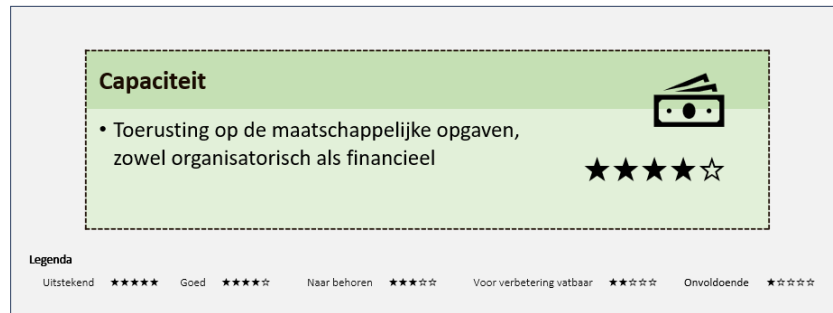 Capaciteit
• Toerusting op de maatschappelijke opgaven,
zowel organisatorisch als financieel
★★★★☆
Legenda
Uitstekend ★★★★★ Goed ★★★★☆ Naar behoren ★★★☆☆ Voor verbetering vatbaar ★★☆☆☆ Onvoldoende ★☆☆☆☆